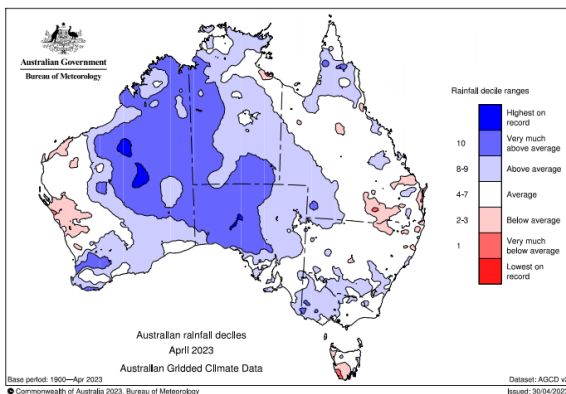 Australian Government
Bureau of Meteorology
Rainfall decile ranges
Highest on
record
10
Very much
above average
8-9
Above average
4-7
Average
2-3
Below average
1
Very much
below average
Lowest on
record
Australian rainfall deciles
April 2023
Australian Gridded Climate Data
Base period: 1900—Apr 2023
Dataset: AGCD v2
© Commonwealth of Australia 2023, Bureau of Meteorology
Issued: 30/04/2023